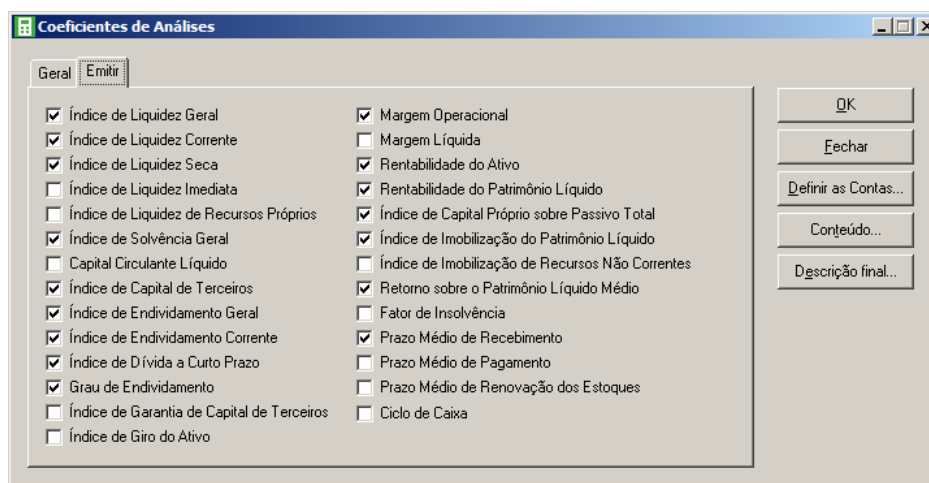 Coeficientes de Análises
Geral
Emitir
Índice de Liquidez Geral
Índice de Liquidez Corrente
Índice de Liquidez Seca
Índice de Liquidez Imediata
Índice de Liquidez de Recursos Próprios
Índice de Solvência Geral
Capital Circulante Líquido
Índice de Capital de Terceiros
Índice de Endividamento Geral
Índice de Endividamento Corrente
Índice de Dívida a Curto Prazo
Grau de Endividamento
Índice de Garantia de Capital de Terceiros
Índice de Giro do Ativo
Margem Operacional
Margem Líquida
Rentabilidade do Ativo
Rentabilidade do Patrimônio Líquido
Índice de Capital Próprio sobre Passivo Total
Índice de Imobilização do Patrimônio Líquido
Índice de Imobilização de Recursos Não Correntes
Retorno sobre o Patrimônio Líquido Médio
Fator de Insolvência
Prazo Médio de Recebimento
Prazo Médio de Pagamento
Prazo Médio de Renovação dos Estoques
Ciclo de Caixa
OK
Fechar
Definir as Contas...
Conteúdo...
Descrição final...